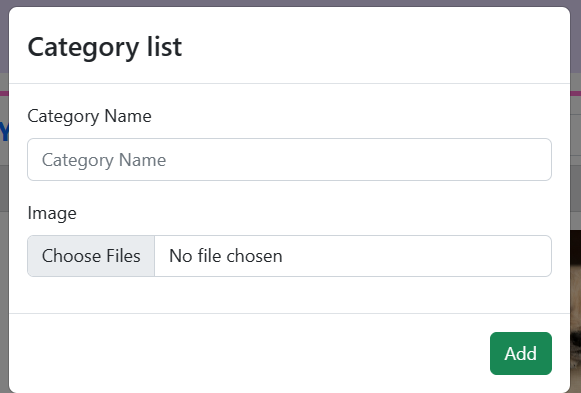 Category list
Category Name
Category Name
Image
Choose Files No file chosen
Add